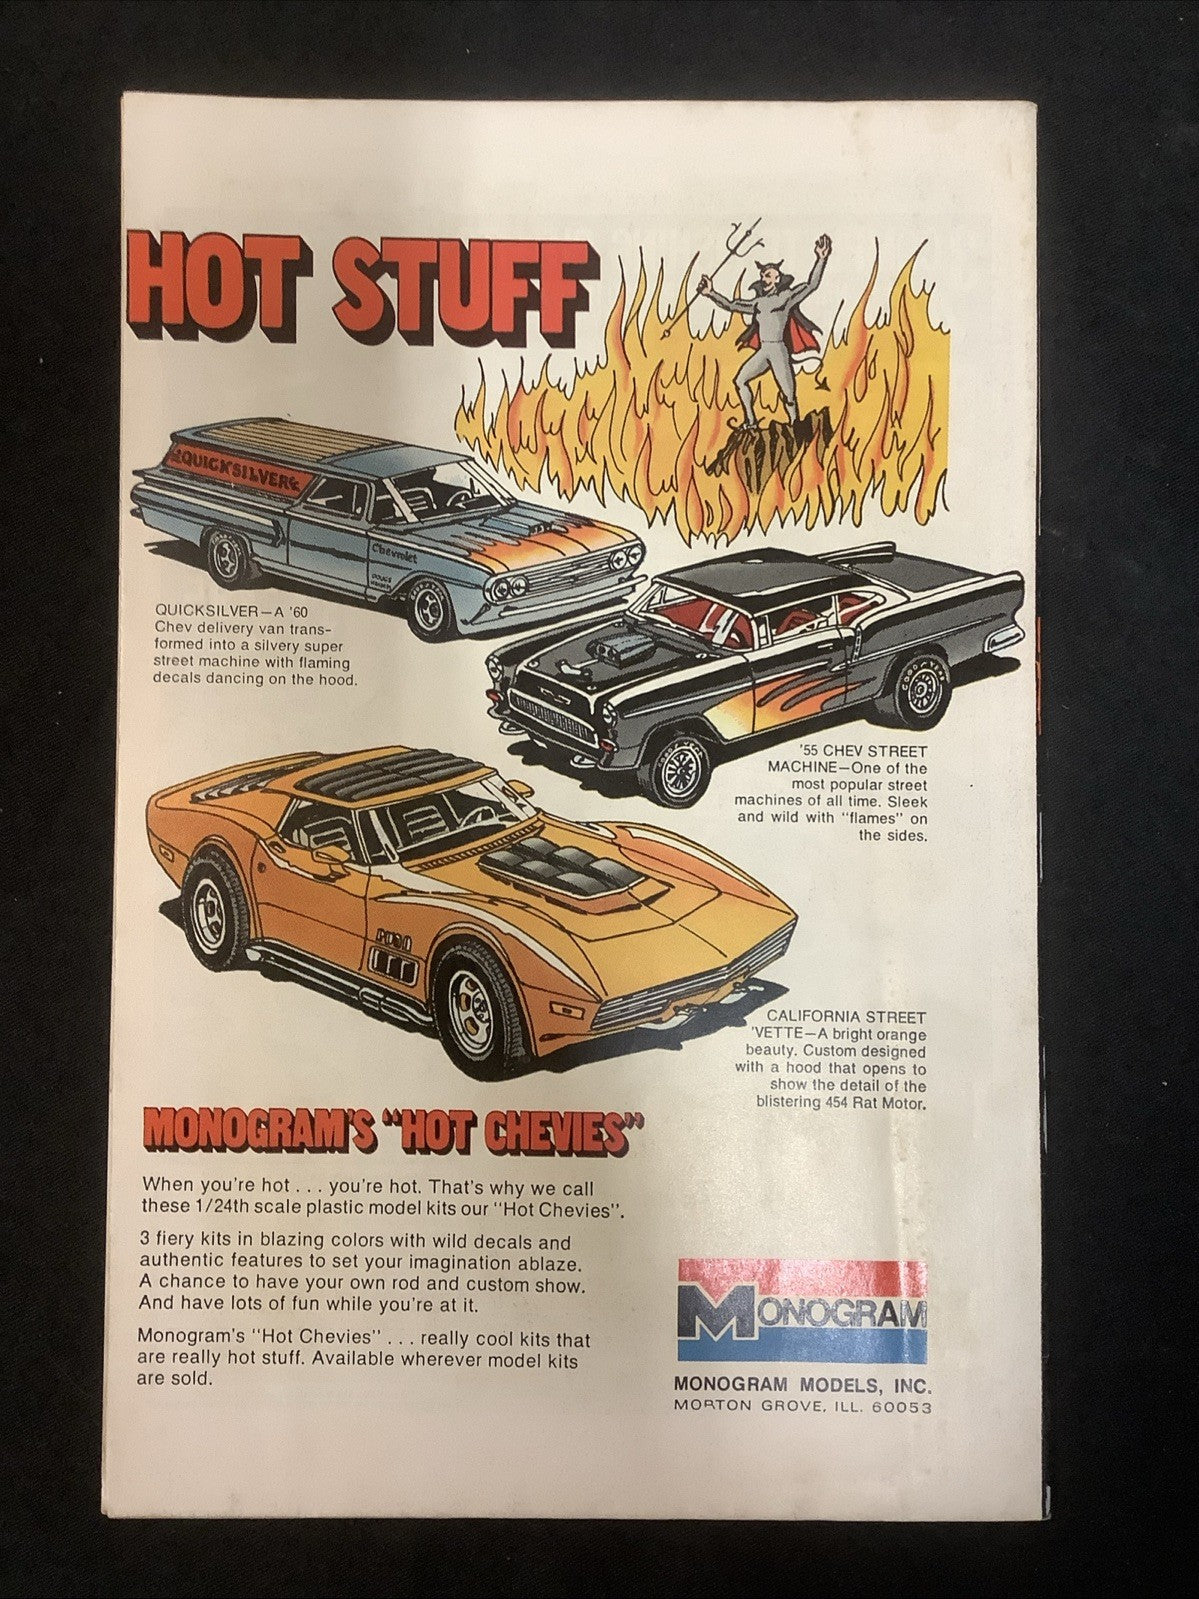 HOT STUFF
QUICKSILVER
Chevrolet
QUICKSILVER—A '60
Chev delivery van trans-
formed into a silvery super
street machine with flaming
decals dancing on the hood.
GOOD YEAR
'55 CHEV STREET
MACHINE—One of the
most popular street
machines of all time. Sleek
and wild with "flames" on
the sides.
CALIFORNIA STREET
'VETTE—A bright orange
beauty. Custom designed
with a hood that opens to
show the detail of the
blistering 454 Rat Motor.
MONOGRAM'S "HOT CHEVIES"
When you're hot . . . you're hot. That's why we call
these 1/24th scale plastic model kits our "Hot Chevies".
3 fiery kits in blazing colors with wild decals and
authentic features to set your imagination ablaze.
A chance to have your own rod and custom show.
And have lots of fun while you're at it.
Monogram's "Hot Chevies" . . . really cool kits that
are really hot stuff. Available wherever model kits
are sold.
MONOGRAM
MONOGRAM MODELS, INC.
MORTON GROVE, ILL. 60053